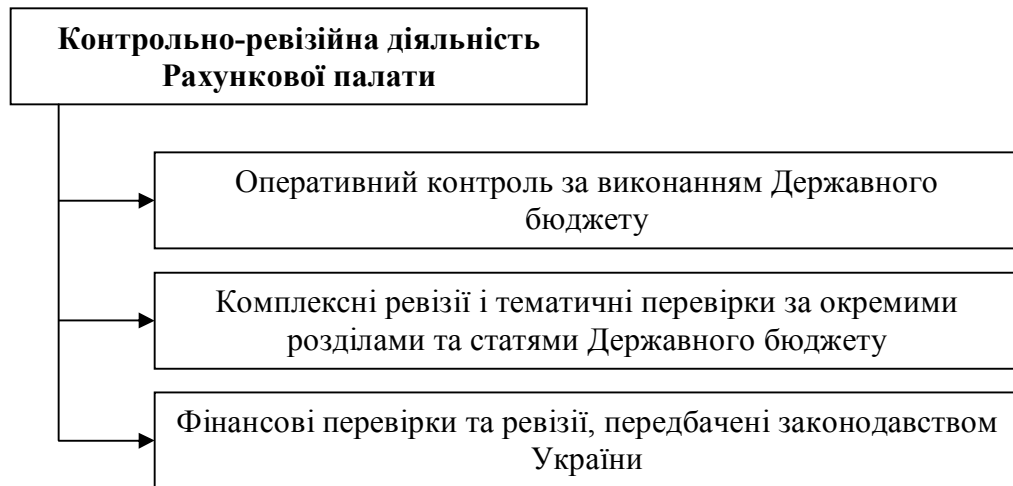 Контрольно-ревізійна діяльність
Рахункової палати
Оперативний контроль за виконанням Державного
бюджету
Комплексні ревізії і тематичні перевірки за окремими
розділами та статями Державного бюджету
Фінансові перевірки та ревізії, передбачені законодавством
України